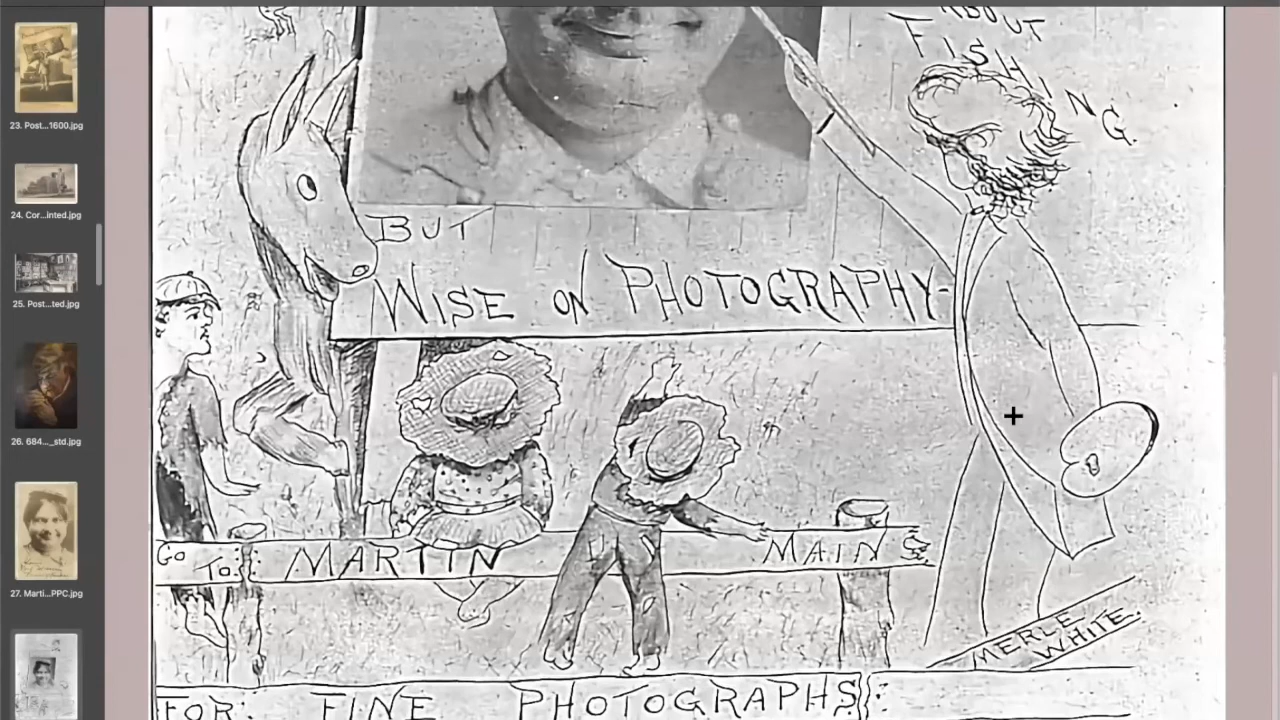 ABOUT
FISHING.
BUT
WISE ON PHOTOGRAPHY-
GO TO: MARTIN MAIN S
MERLE
WHITE.
FOR: FINE PHOTOGRAPHS:
23. Post...1600.jpg
24. Cor...inted.jpg
25. Post...ted.jpg
26. 684..._std.jpg
27. Marti...PPC.jpg